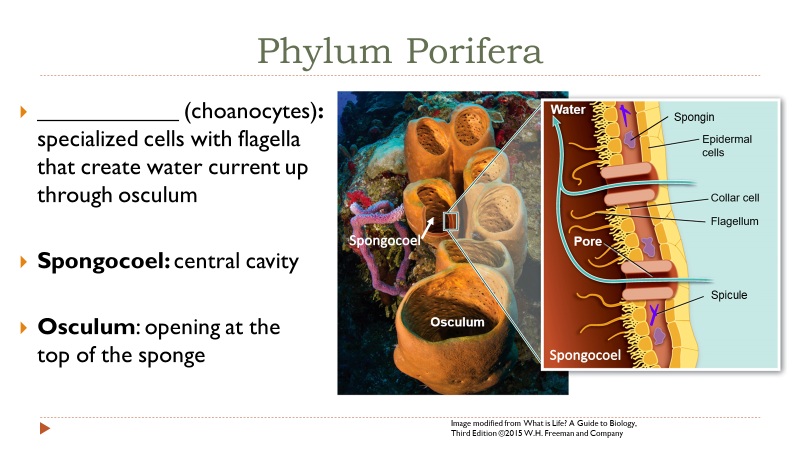 Phylum Porifera
____________ (choanocytes):
specialized cells with flagella
that create water current up
through osculum
Spongocoel: central cavity
Osculum: opening at the
top of the sponge
Spongocoel
Osculum
Water
Spongin
Epidermal
cells
Collar cell
Flagellum
Pore
Spicule
Spongocoel
Image modified from What is Life? A Guide to Biology,
Third Edition ©2015 W.H. Freeman and Company